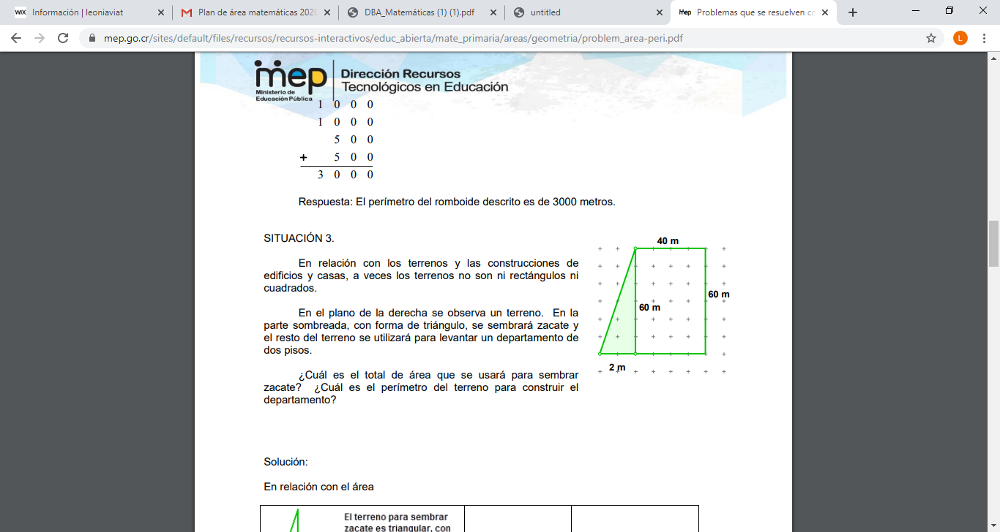 Información | leoniaviat
Plan de área matemáticas 2020
DBA_Matemáticas (1) (1).pdf
untitled
Mep Problemas que se resuelven co
mep.go.cr/sites/default/files/recursos/recursos-interactivos/educ_abierta/mate_primaria/areas/geometria/problem_area-peri.pdf
L
mep
Ministerio de
Educación Pública
Dirección Recursos
Tecnológicos en Educación
1 0 0 0
1 0 0 0
5 0 0
+ 5 0 0
3 0 0 0
Respuesta: El perímetro del romboide descrito es de 3000 metros.
SITUACIÓN 3.
En relación con los terrenos y las construcciones de
edificios y casas, a veces los terrenos no son ni rectángulos ni
cuadrados.
En el plano de la derecha se observa un terreno. En la
parte sombreada, con forma de triángulo, se sembrará zacate y
el resto del terreno se utilizará para levantar un departamento de
dos pisos.
¿Cuál es el total de área que se usará para sembrar
zacate? ¿Cuál es el perímetro del terreno para construir el
departamento?
40 m
60 m
60 m
2 m
Solución:
En relación con el área
El terreno para sembrar
zacate es triangular, con